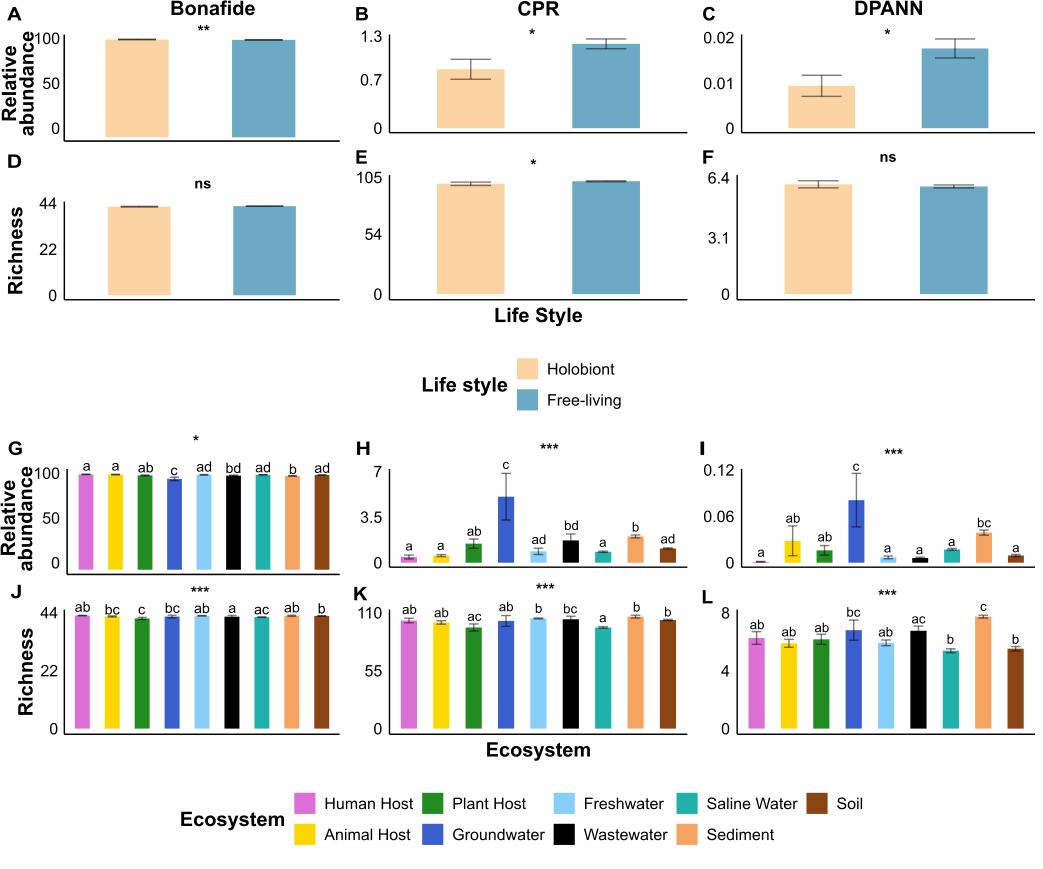 A Bonafide
B CPR
C DPANN
Relative
abundance
100
50
0
**
1.3
0.7
0
*
0.02
0.01
0
*
D
Richness
44
22
0
ns
E
105
54
0
*
F
6.4
3.1
0
ns
Life Style
Life style
Holobiont
Free-living
G
Relative
abundance
100
50
0
*
a a ab c ad bd ad b ad
H
7
3.5
0
***
a a ab c ad bd a b ad
I
0.12
0.06
0
***
a ab ab c a a a bc a
J
Richness
44
22
0
***
ab bc c bc ab a ac ab b
K
110
55
0
***
ab ab ac ab b bc a b b
L
8
4
0
***
ab ab ab bc ab ac b c b
Ecosystem
Ecosystem
Human Host Plant Host Freshwater Saline Water Soil
Animal Host Groundwater Wastewater Sediment